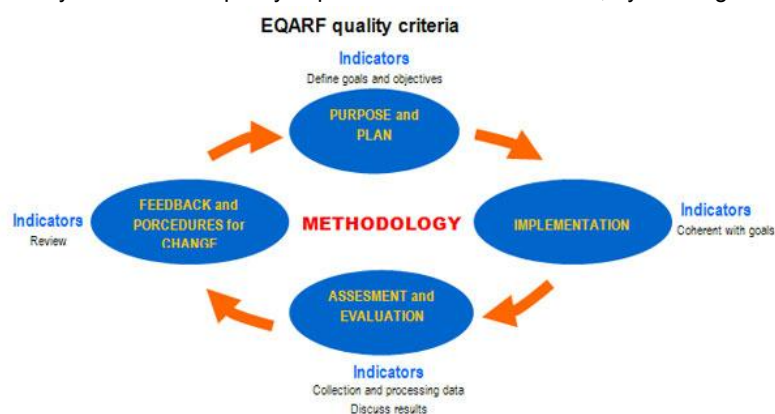 EQARF quality criteria
Indicators
Define goals and objectives
PURPOSE and
PLAN
FEEDBACK and
PORCEDURES for
CHANGE
Indicators
Review
METHODOLOGY
IMPLEMENTATION
Indicators
Coherent with goals
ASSESMENT and
EVALUATION
Indicators
Collection and processing data
Discuss results